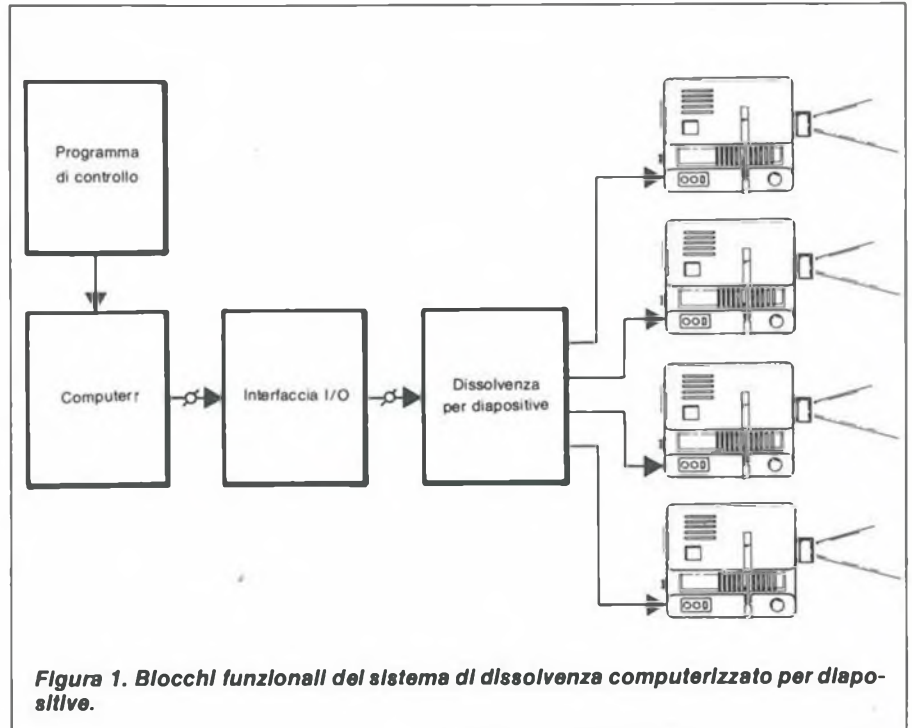 Programma
di controllo
Computer
Interfaccia I/O
Dissolvenza
per diapositive
Figura 1. Blocchi funzionali del sistema di dissolvenza computerizzato per diapo-
sitive.